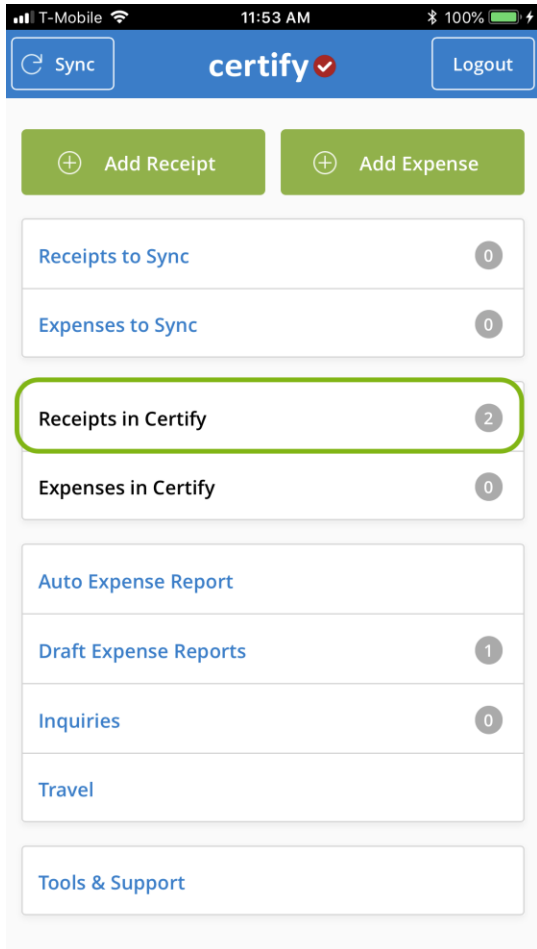 T-Mobile 11:53 AM 100%
Sync certify Logout
Add Receipt Add Expense
Receipts to Sync 0
Expenses to Sync 0
Receipts in Certify 2
Expenses in Certify 0
Auto Expense Report
Draft Expense Reports 1
Inquiries 0
Travel
Tools & Support